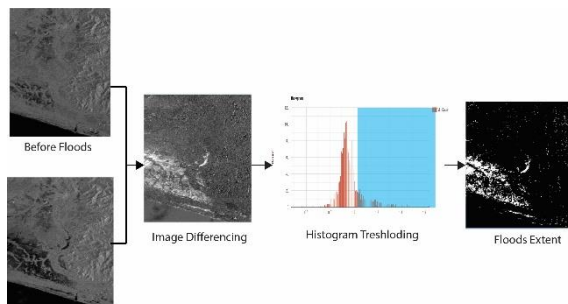 Before Floods
Image Differencing
Histogram Treshloding
Floods Extent